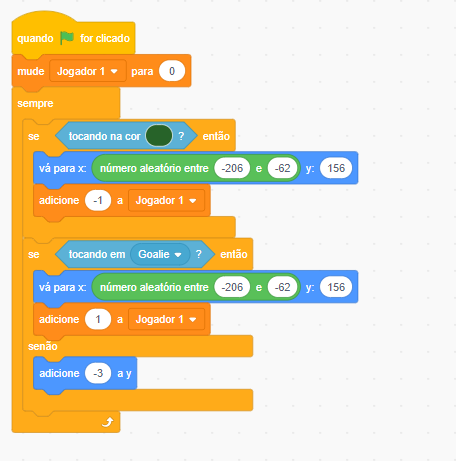 quando for clicado
mude Jogador 1 para 0
sempre
se tocando na cor ? então
vá para x: número aleatório entre -206 e -62 y: 156
adicione -1 a Jogador 1
se tocando em Goalie ? então
vá para x: número aleatório entre -206 e -62 y: 156
adicione 1 a Jogador 1
senão
adicione -3 a y